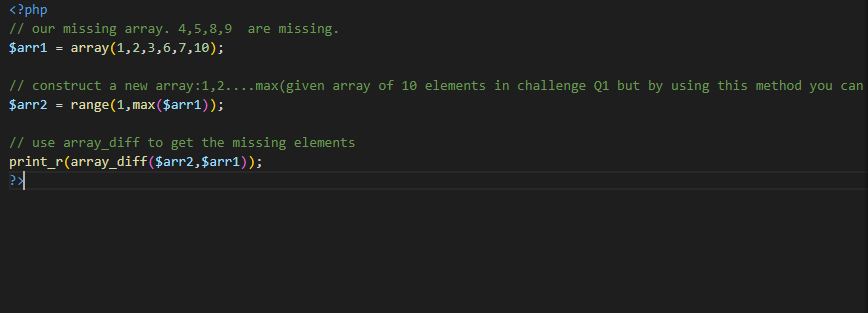 <?php
// our missing array. 4,5,8,9  are missing.
$arr1 = array(1,2,3,6,7,10);
// construct a new array:1,2....max(given array of 10 elements in challenge Q1 but by using this method you can
$arr2 = range(1,max($arr1));
// use array_diff to get the missing elements
print_r(array_diff($arr2,$arr1));
?>